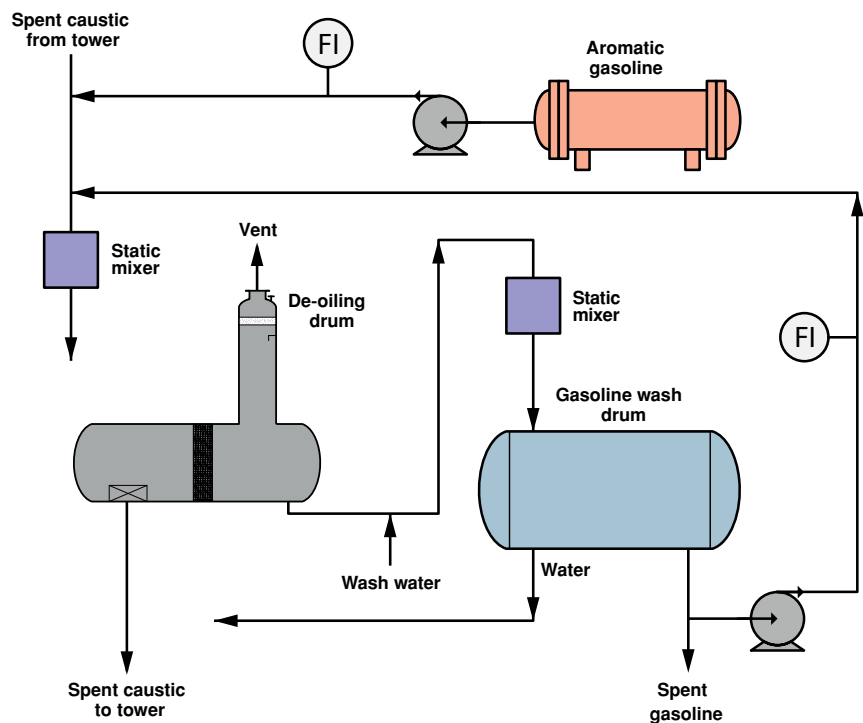 Spent caustic
from tower
FI
Aromatic
gasoline
Static
mixer
Vent
De-oiling
drum
Static
mixer
FI
Gasoline wash
drum
Wash water
Water
Spent caustic
to tower
Spent
gasoline